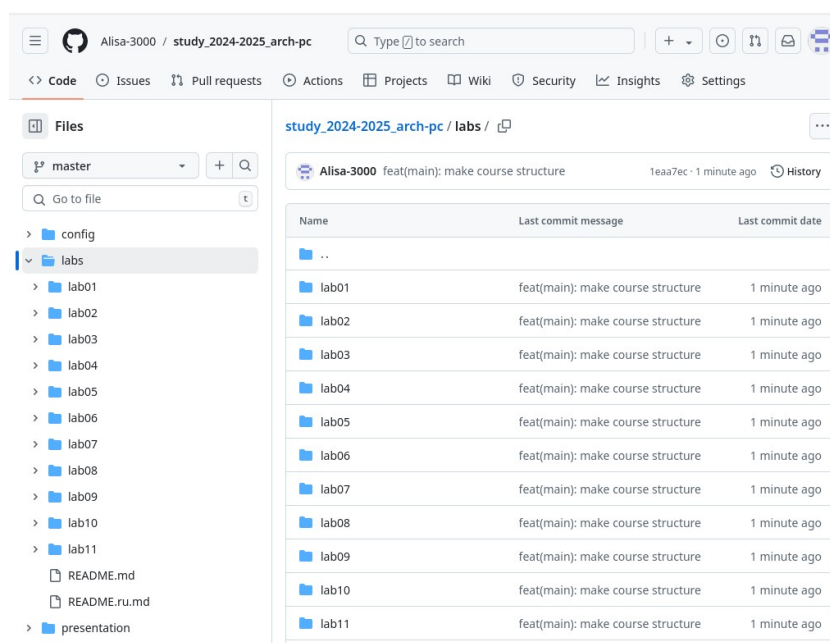 Alisa-3000 / study_2024-2025_arch-pc
Type / to search
Code Issues Pull requests Actions Projects Wiki Security Insights Settings
Files
study_2024-2025_arch-pc / labs /
master
Alisa-3000 feat(main): make course structure 1eaa7ec · 1 minute ago History
Go to file t
Name Last commit message Last commit date
config
labs
..
lab01
lab02
lab03
lab04
lab05
lab06
lab07
lab08
lab09
lab10
lab11
README.md
README.ru.md
presentation
lab01 feat(main): make course structure 1 minute ago
lab02 feat(main): make course structure 1 minute ago
lab03 feat(main): make course structure 1 minute ago
lab04 feat(main): make course structure 1 minute ago
lab05 feat(main): make course structure 1 minute ago
lab06 feat(main): make course structure 1 minute ago
lab07 feat(main): make course structure 1 minute ago
lab08 feat(main): make course structure 1 minute ago
lab09 feat(main): make course structure 1 minute ago
lab10 feat(main): make course structure 1 minute ago
lab11 feat(main): make course structure 1 minute ago